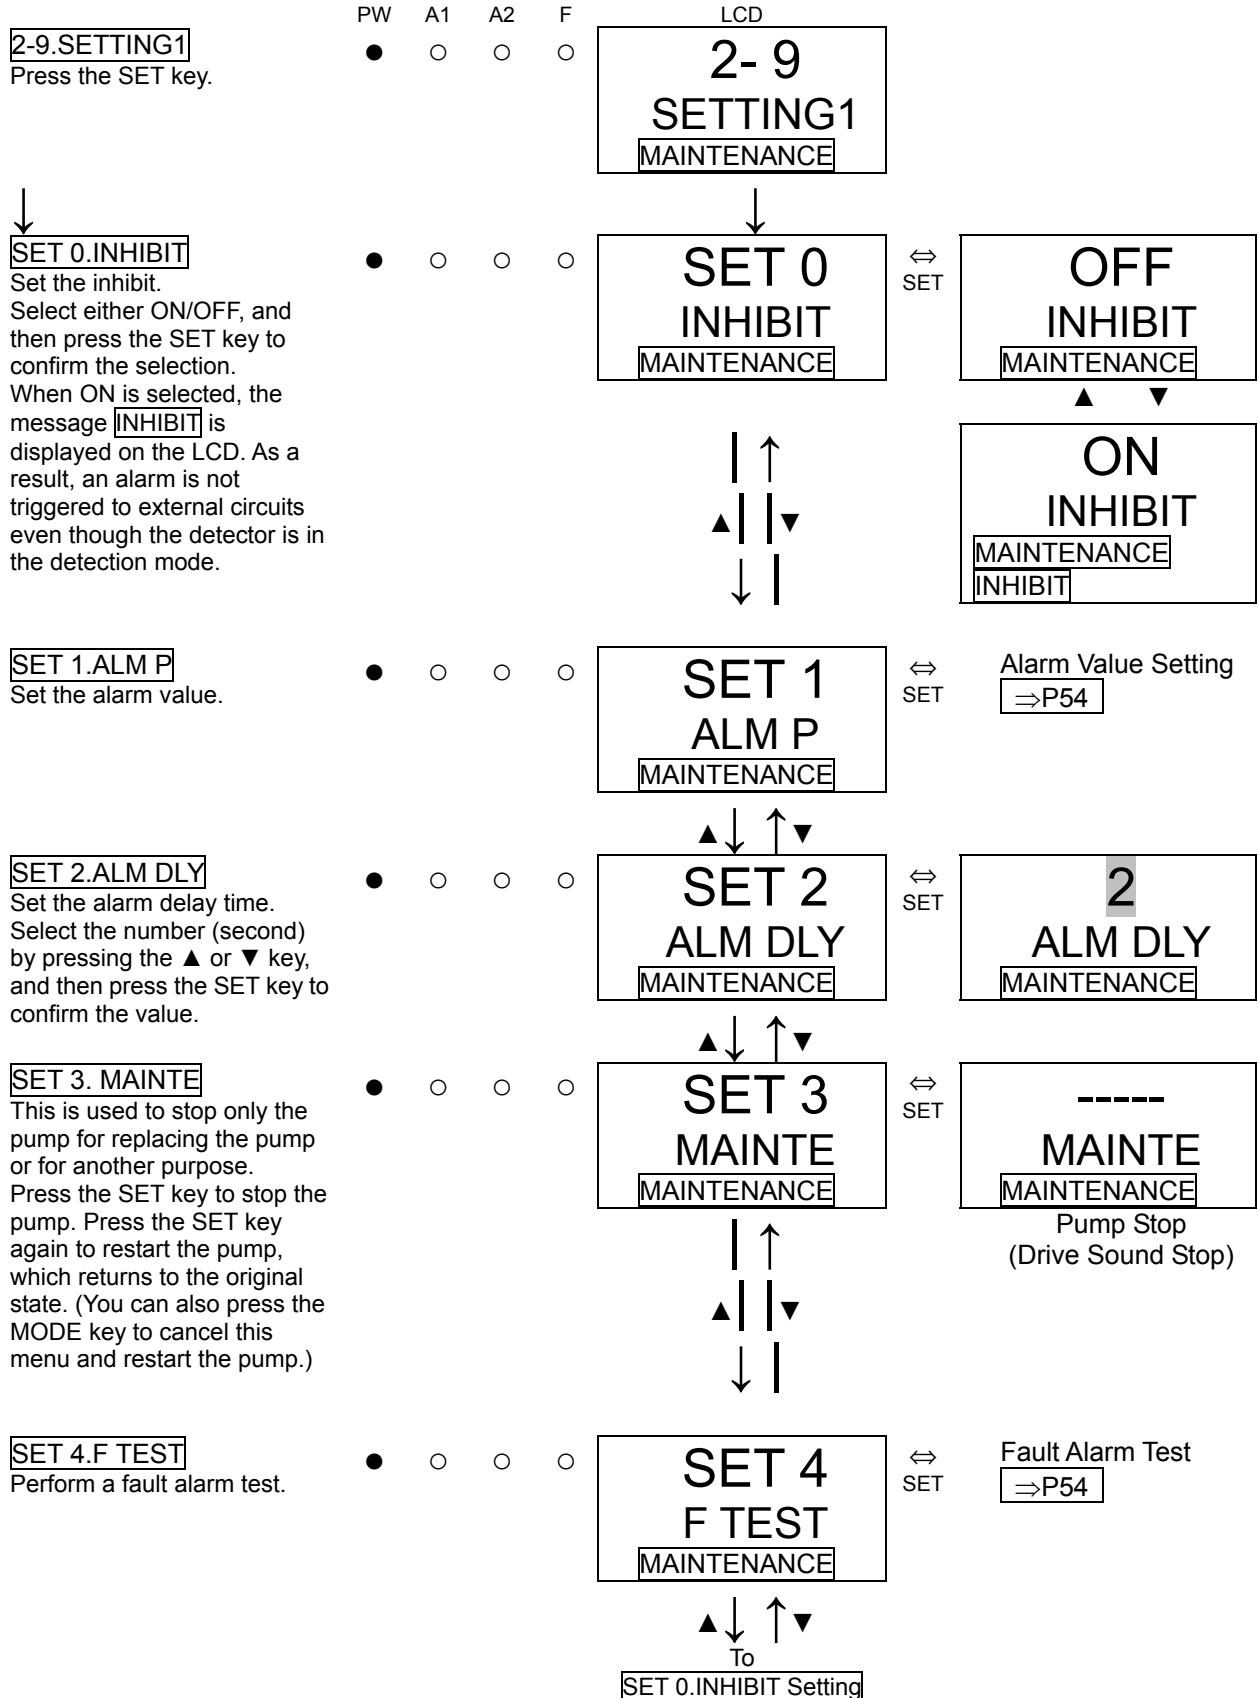 PW A1 A2 F LCD
2-9.SETTING1
Press the SET key.
● ○ ○ ○
2- 9
SETTING1
MAINTENANCE
↓ ↓
SET 0.INHIBIT
Set the inhibit.
Select either ON/OFF, and
then press the SET key to
confirm the selection.
When ON is selected, the
message INHIBIT is
displayed on the LCD. As a
result, an alarm is not
triggered to external circuits
even though the detector is in
the detection mode.
● ○ ○ ○
SET 0
INHIBIT
MAINTENANCE
⇔
SET
OFF
INHIBIT
MAINTENANCE
▲ ▼
ON
INHIBIT
MAINTENANCE
INHIBIT
▲ ▼
SET 1.ALM P
Set the alarm value.
● ○ ○ ○
SET 1
ALM P
MAINTENANCE
⇔
SET
Alarm Value Setting
⇒P54
▲↓ ↑▼
SET 2.ALM DLY
Set the alarm delay time.
Select the number (second)
by pressing the ▲ or ▼ key,
and then press the SET key to
confirm the value.
● ○ ○ ○
SET 2
ALM DLY
MAINTENANCE
⇔
SET
2
ALM DLY
MAINTENANCE
▲↓ ↑▼
SET 3. MAINTE
This is used to stop only the
pump for replacing the pump
or for another purpose.
Press the SET key to stop the
pump. Press the SET key
again to restart the pump,
which returns to the original
state. (You can also press the
MODE key to cancel this
menu and restart the pump.)
● ○ ○ ○
SET 3
MAINTE
MAINTENANCE
⇔
SET
-----
MAINTE
MAINTENANCE
Pump Stop
(Drive Sound Stop)
▲ ▼
SET 4.F TEST
Perform a fault alarm test.
● ○ ○ ○
SET 4
F TEST
MAINTENANCE
⇔
SET
Fault Alarm Test
⇒P54
▲↓ ↑▼
To
SET 0.INHIBIT Setting